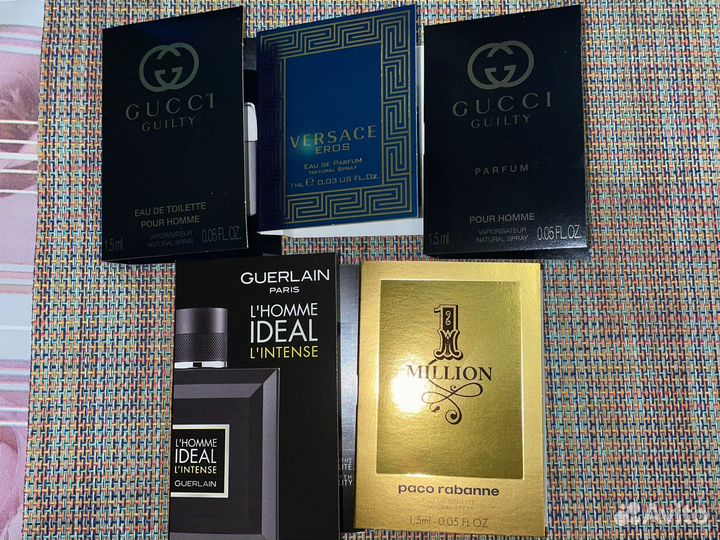 GUCCI
GUILTY
EAU DE TOILETTE
POUR HOMME
VAPORISATEUR
NATURAL SPRAY
1.5 ml
0.05 FL.OZ.
VERSACE
EROS
EAU DE PARFUM
NATURAL SPRAY
1 ML e 0.03 US FL.OZ.
GUCCI
GUILTY
PARFUM
POUR HOMME
VAPORISATEUR
NATURAL SPRAY
1.5 ml
0.05 FL.OZ.
GUERLAIN
PARIS
L'HOMME
IDEAL
L'INTENSE
L'HOMME
IDEAL
L'INTENSE
GUERLAIN
1
MILLION
paco rabanne
TOILETTE
NATURAL SPRAY
1,5ml - 0.05 FL OZ
Avito